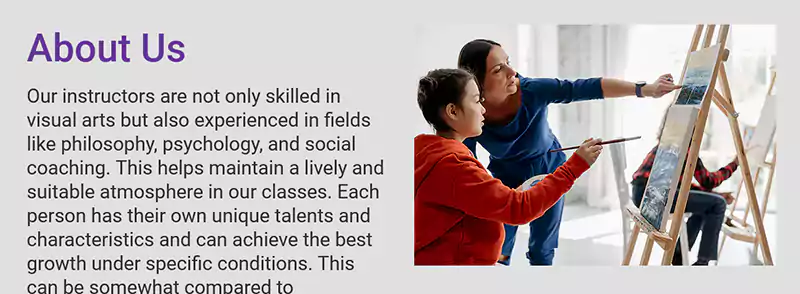 About Us
Our instructors are not only skilled in
visual arts but also experienced in fields
like philosophy, psychology, and social
coaching. This helps maintain a lively and
suitable atmosphere in our classes. Each
person has their own unique talents and
characteristics and can achieve the best
growth under specific conditions. This
can be somewhat compared to